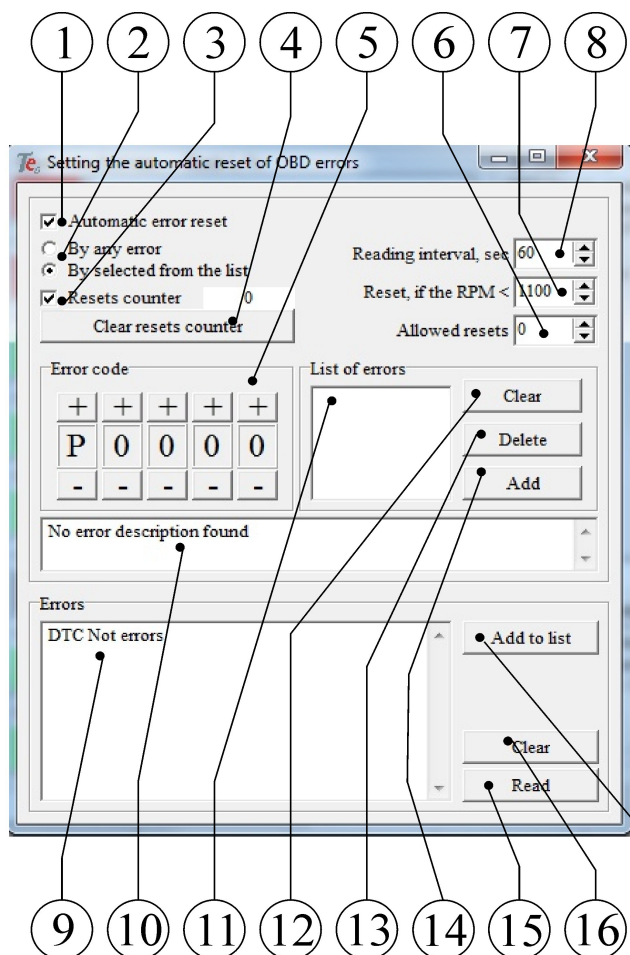 1 2 3 4 5 6 7 8
Setting the automatic reset of OBD errors
Automatic error reset
By any error
By selected from the list
Reading interval, sec 60
Resets counter 0
Reset, if the RPM < 1100
Clear resets counter
Allowed resets 0
Error code
List of errors
+ + + + +
Clear
P 0 0 0 0
Delete
- - - - -
Add
No error description found
Errors
DTC Not errors
Add to list
Clear
Read
9 10 11 12 13 14 15 16